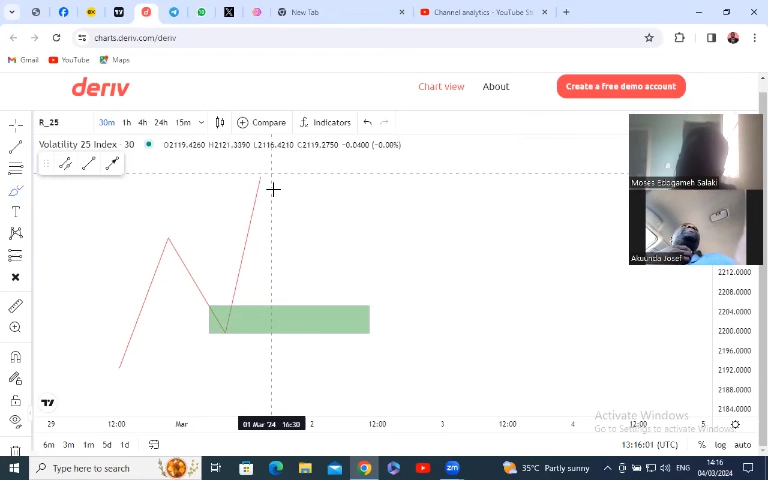 New Tab
Channel analytics - YouTube St
charts.deriv.com/deriv
Gmail YouTube Maps
deriv
Chart view About Create a free demo account
R_25 30m 1h 4h 24h 15m Compare Indicators
Volatility 25 Index · 30 O2119.4260 H2121.3390 L2116.4210 C2119.2750 −0.0400 (−0.00%)
Moses Edogameh Salaki
Akuunda Josef
2212.0000
2208.0000
2204.0000
2200.0000
2196.0000
2192.0000
2188.0000
2184.0000
Activate Windows
Go to Settings to activate Windows.
29 12:00 Mar 01 Mar '24 16:30 2 12:00 3 12:00 4 12:00 5
6m 3m 1m 5d 1d 13:16:01 (UTC) % log auto
Type here to search 35°C Partly sunny ENG 14:16
04/03/2024